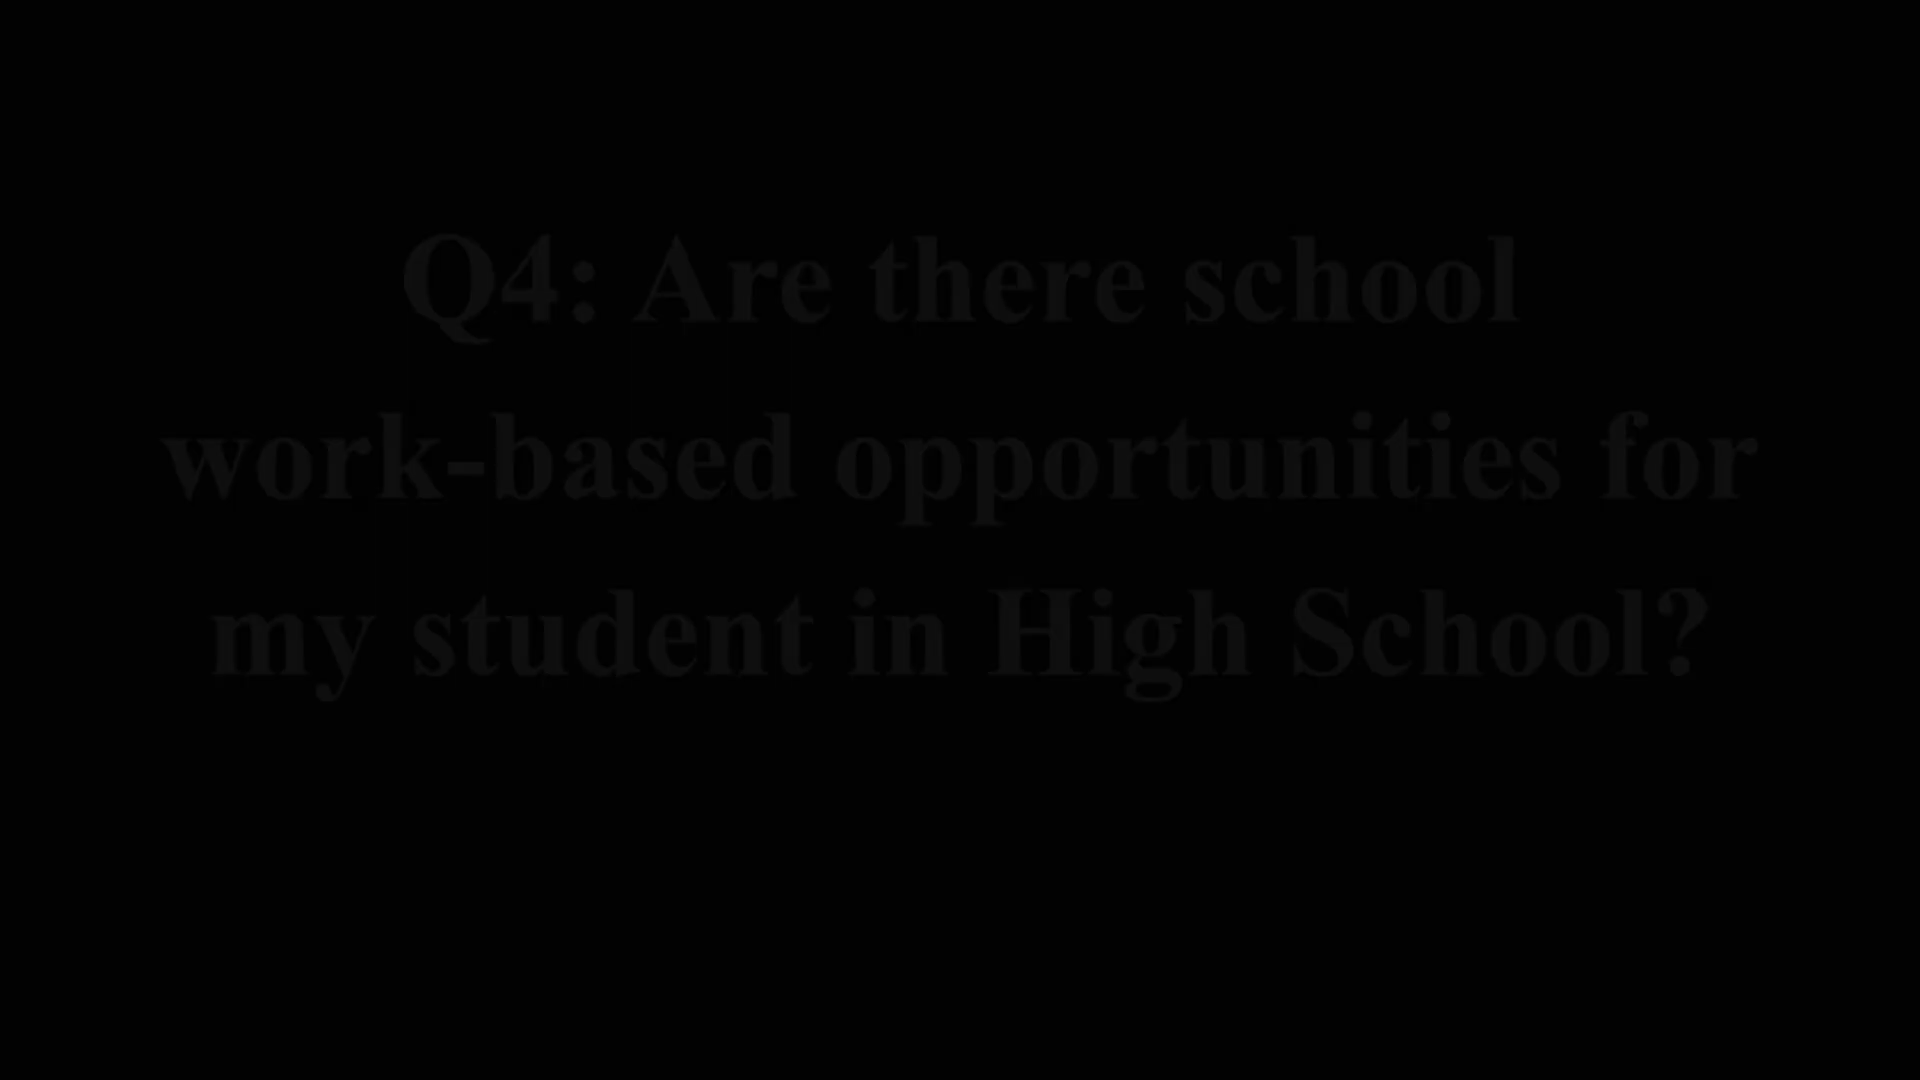 Q4: Are there school
work-based opportunities for
my student in High School?